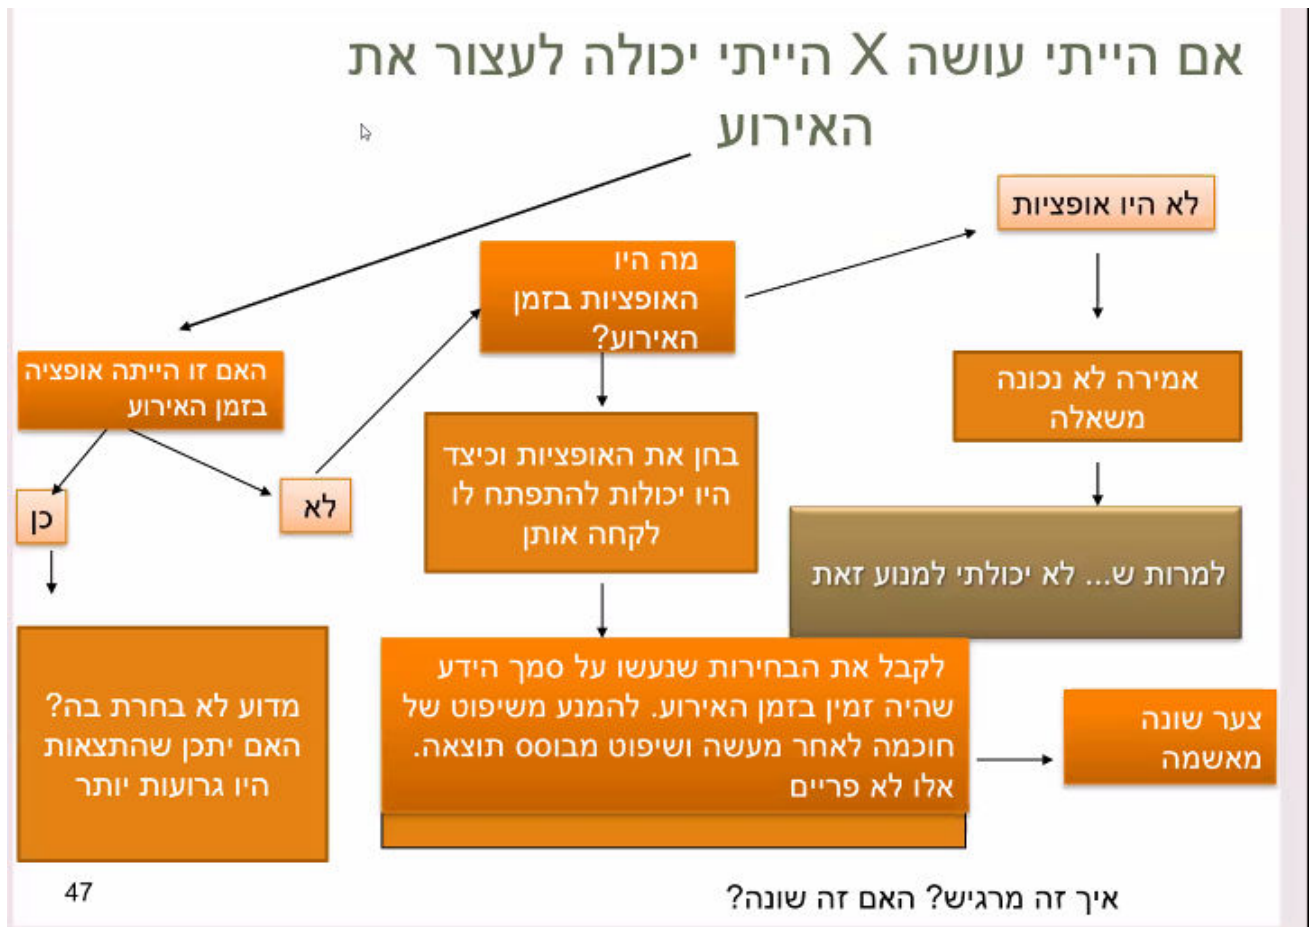 אם הייתי עושה X הייתי יכולה לעצור את
האירוע
לא היו אופציות
מה היו
האופציות בזמן
האירוע?
האם זו הייתה אופציה
בזמן האירוע
אמירה לא נכונה
משאלה
בחן את האופציות וכיצד
היו יכולות להתפתח לו
לקחה אותן
לא
כן
למרות ש... לא יכולתי למנוע זאת
מדוע לא בחרת בה?
האם יתכן שהתצאות
היו גרועות יותר
לקבל את הבחירות שנעשו על סמך הידע
שהיה זמין בזמן האירוע. להמנע משיפוט של
חוכמה לאחר מעשה ושיפוט מבוסס תוצאה.
אלו לא פריים
צער שונה
מאשמה
איך זה מרגיש? האם זה שונה?
47